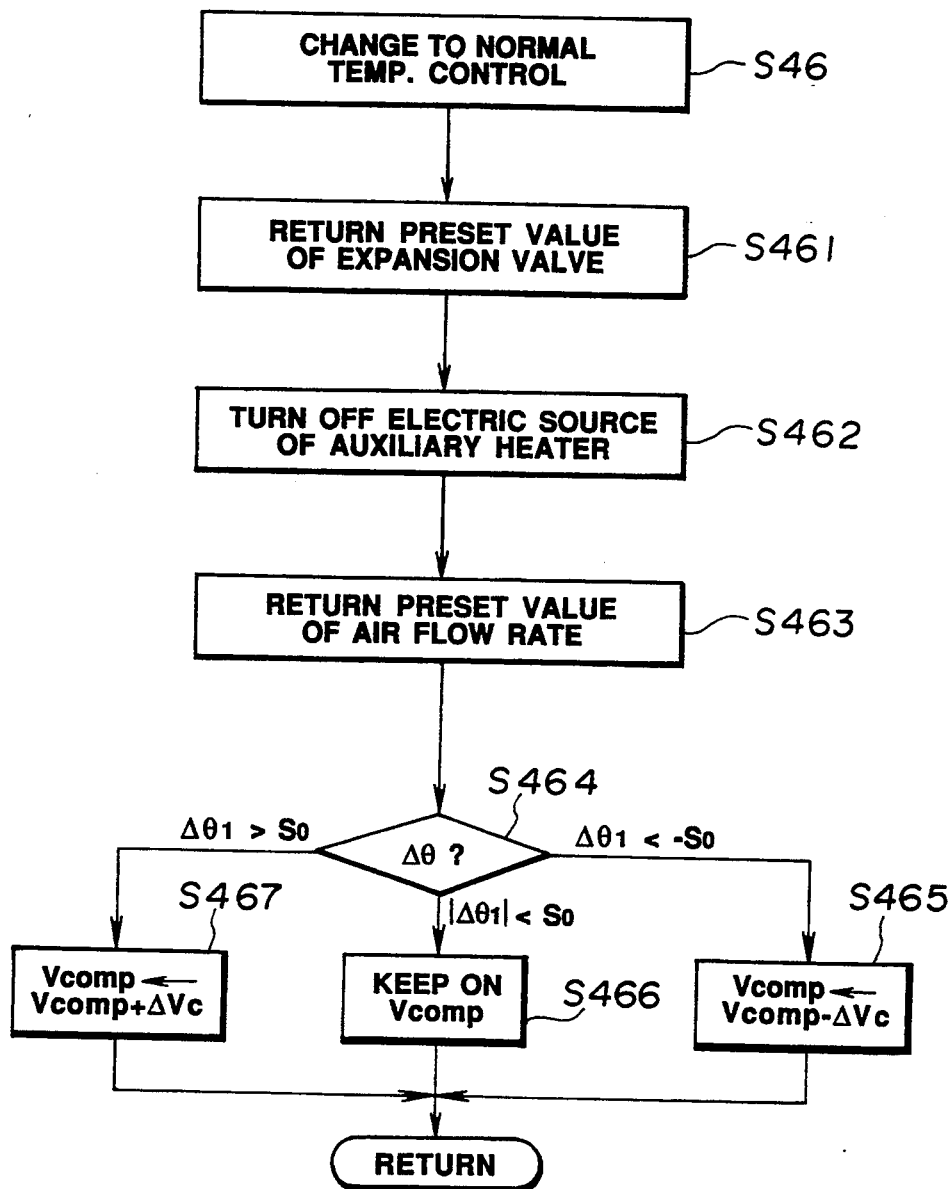 CHANGE TO NORMAL
TEMP. CONTROL
S46
RETURN PRESET VALUE
OF EXPANSION VALVE
S461
TURN OFF ELECTRIC SOURCE
OF AUXILIARY HEATER
S462
RETURN PRESET VALUE
OF AIR FLOW RATE
S463
S464
Δθ1 > S0
Δθ ?
Δθ1 < -S0
|Δθ1| < S0
S467
Vcomp ←
Vcomp+ΔVc
KEEP ON
Vcomp
S466
S465
Vcomp ←
Vcomp-ΔVc
RETURN